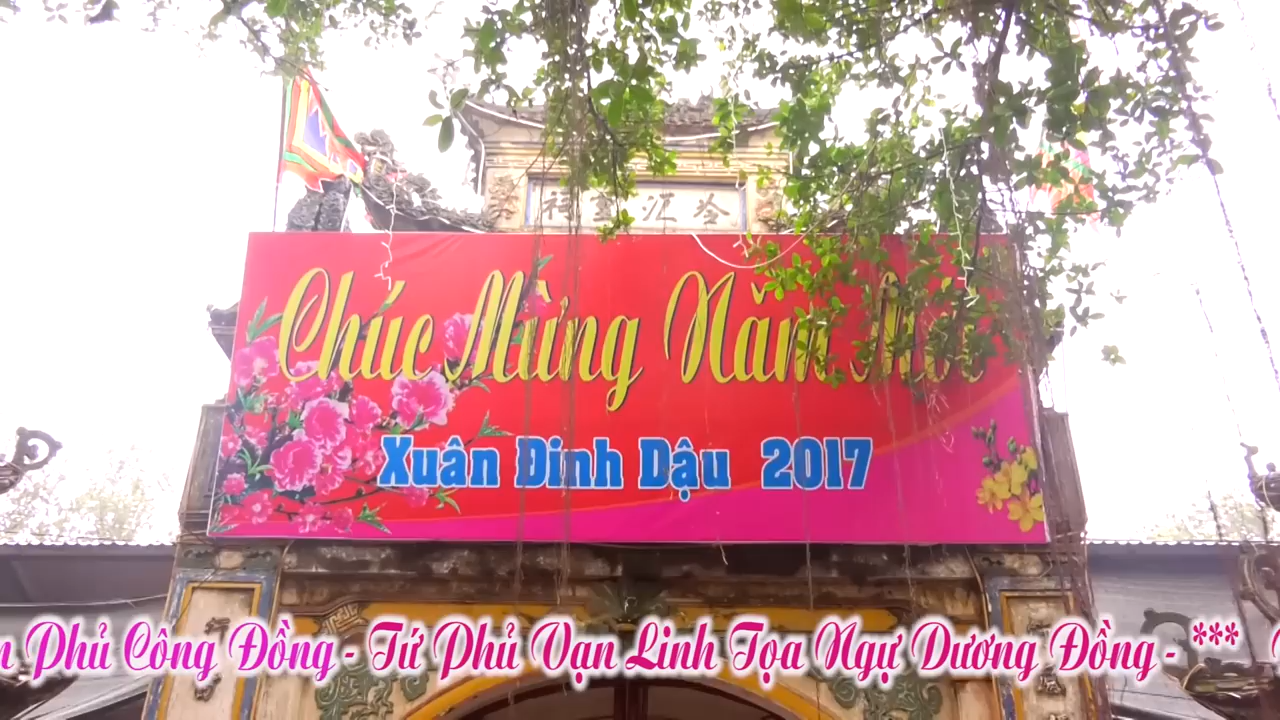 Chúc Mừng Năm Mới
Xuân Đinh Dậu 2017
Phủ Công Đồng - Tứ Phủ Vạn Linh Tọa Ngự Dương Đồng - ***